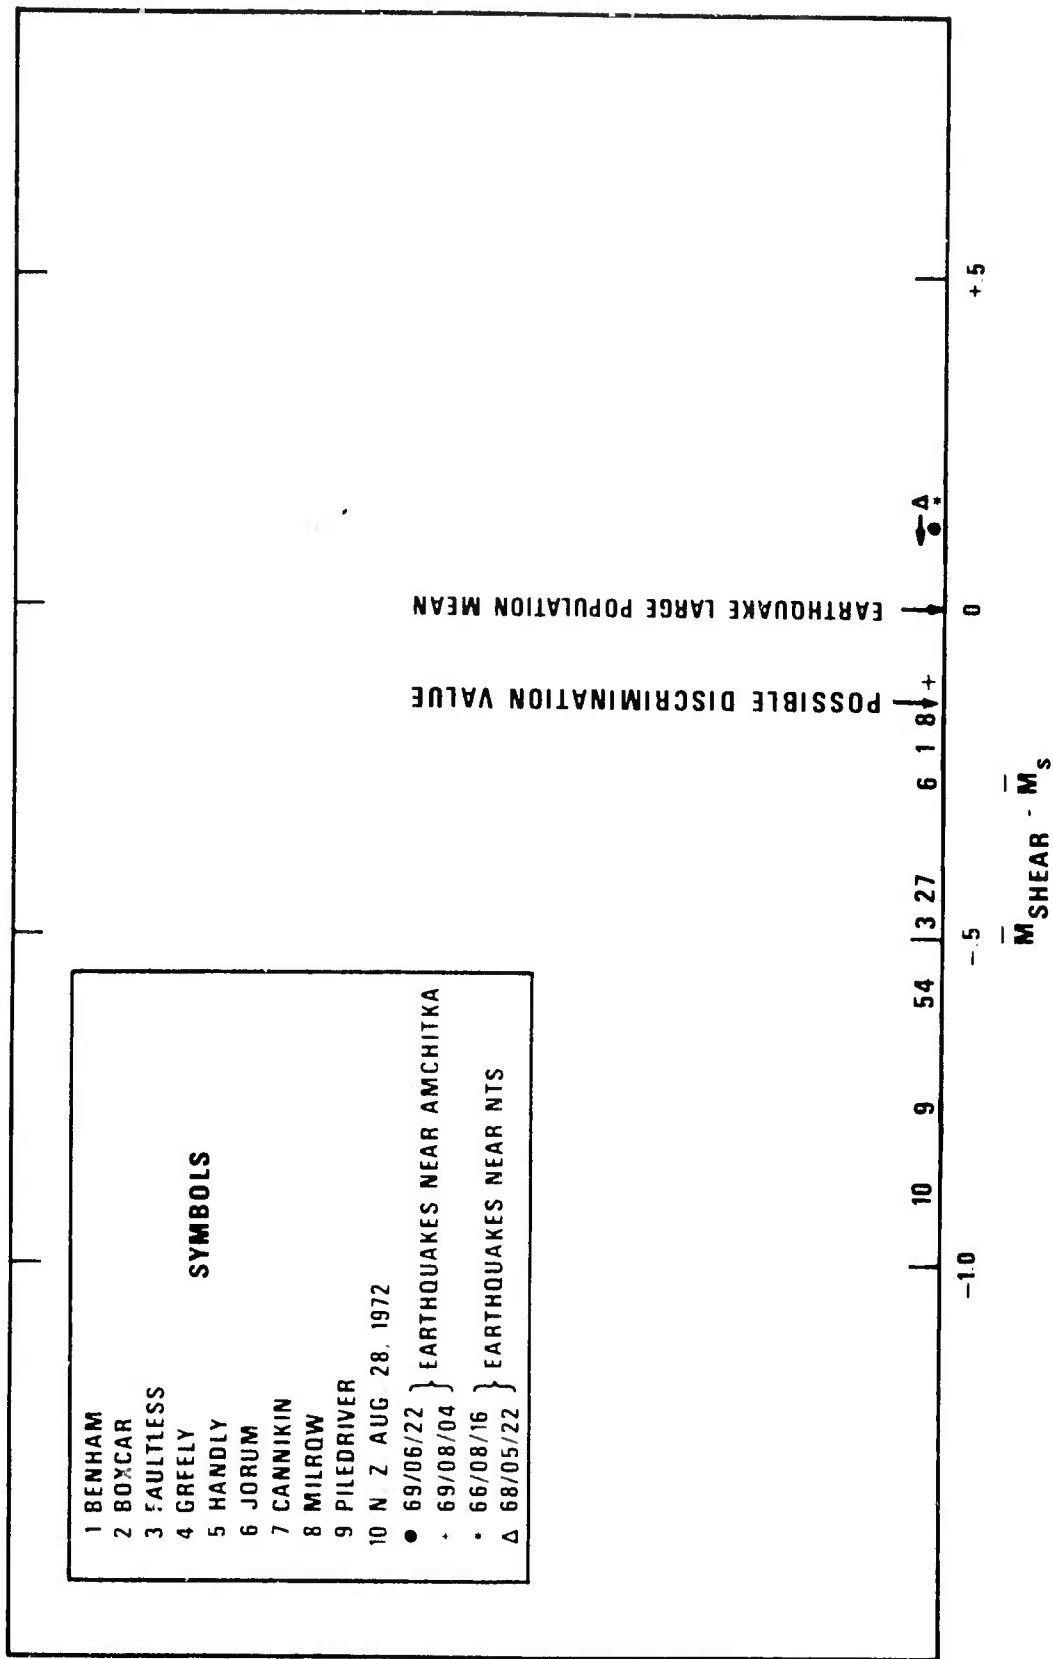 SYMBOLS
1 BENHAM
2 BOXCAR
3 FAULTLESS
4 GREELY
5 HANDLY
6 JORUM
7 CANNIKIN
8 MILROW
9 PILEDRIVER
10 N. Z AUG 28, 1972
● 69/06/22 } EARTHQUAKES NEAR AMCHITKA
+ 69/08/04 }
* 66/08/16 } EARTHQUAKES NEAR NTS
Δ 68/05/22 }
POSSIBLE DISCRIMINATION VALUE
EARTHQUAKE LARGE POPULATION MEAN
10 9 54 3 27 6 1 8 + ● Δ *
-1.0 -.5 0 +.5
M̅SHEAR - M̅s